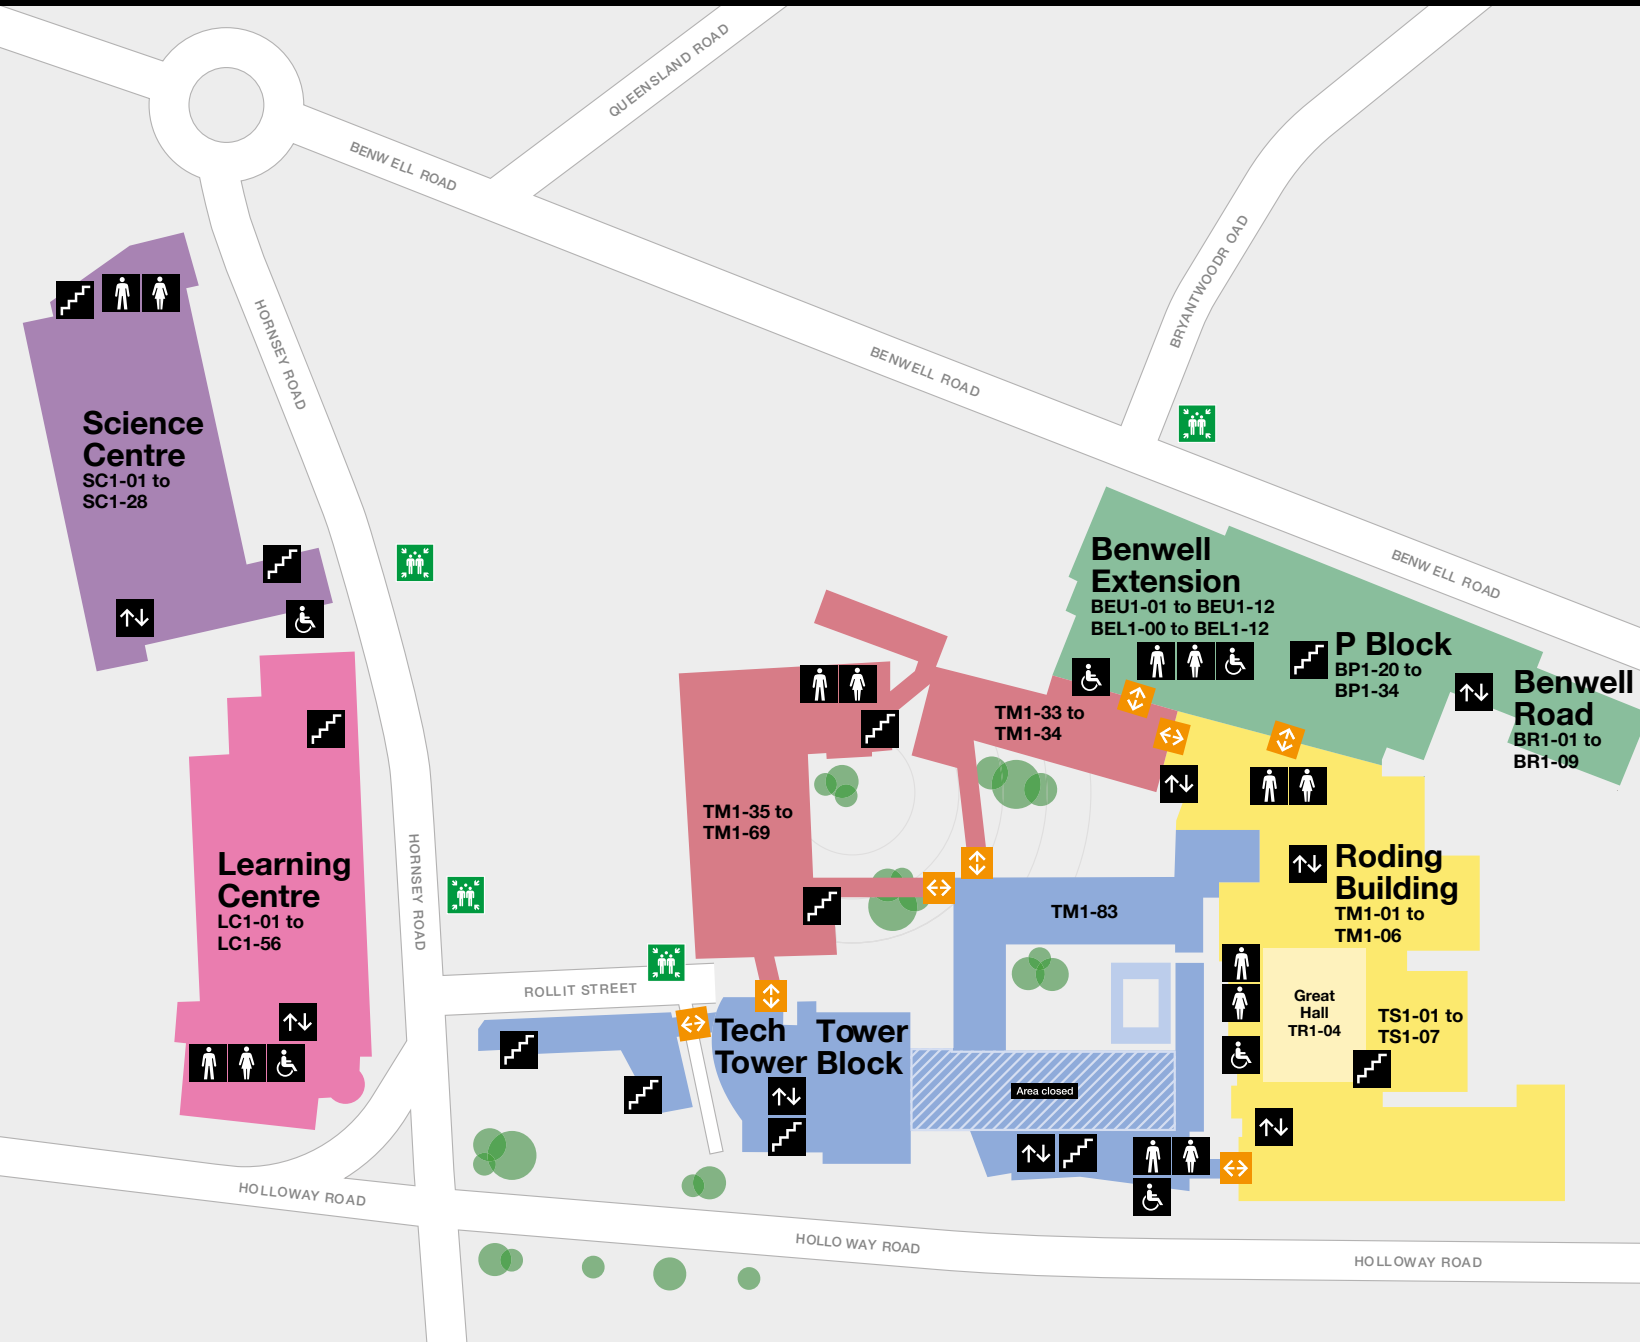 QUEENSLAND ROAD
BENWELL ROAD
BRYANTWOODR OAD
HORNSEY ROAD
BENWELL ROAD
Science
Centre
SC1-01 to
SC1-28
Benwell
Extension
BEU1-01 to BEU1-12
BEL1-00 to BEL1-12
BENWELL ROAD
P Block
BP1-20 to
BP1-34
Benwell
Road
BR1-01 to
BR1-09
TM1-33 to
TM1-34
TM1-35 to
TM1-69
Learning
Centre
LC1-01 to
LC1-56
HORNSEY ROAD
Roding
Building
TM1-01 to
TM1-06
TM1-83
ROLLIT STREET
Great
Hall
TR1-04
TS1-01 to
TS1-07
Tech
Tower
Tower
Block
Area closed
HOLLOWAY ROAD
HOLLO WAY ROAD
HOLLOWAY ROAD